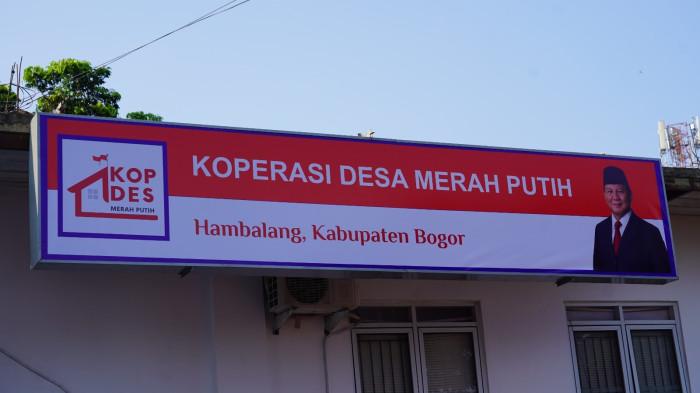 KOP
DES
MERAH PUTIH
KOPERASI DESA MERAH PUTIH
Hambalang, Kabupaten Bogor